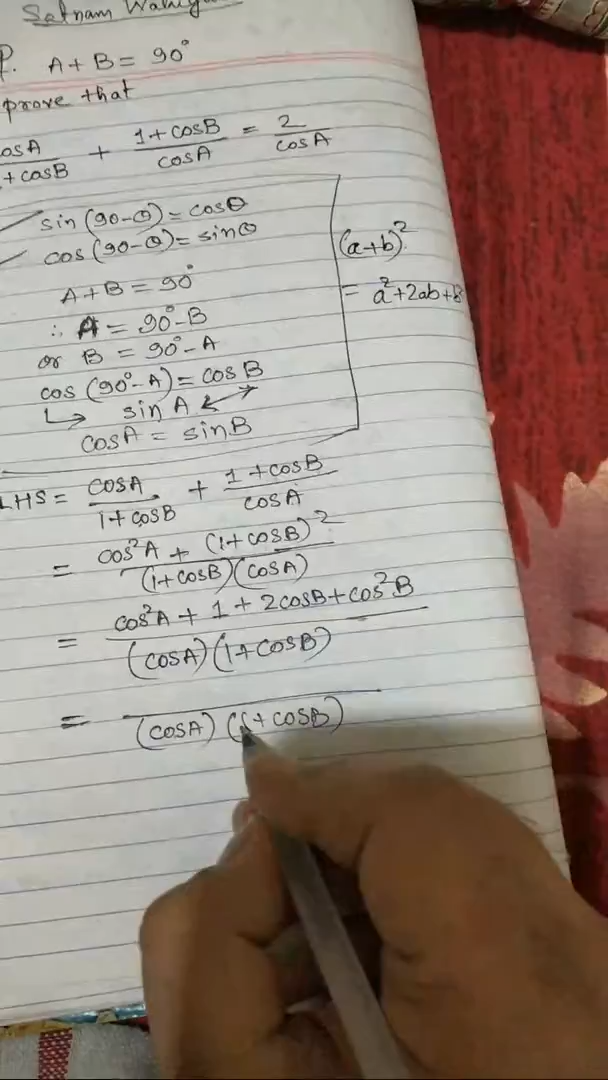 Satnam Wahegu
P. A + B = 90°
prove that
cosA/1 + cosB + 1 + cosB/cosA = 2/cosA
sin (90-θ) = cosθ
cos (90-θ) = sinθ
A + B = 90°
∴ A = 90°-B
or B = 90°-A
cos (90°-A) = cos B
↳ sin A ↙↗
cosA = sinB
(a+b)²
= a²+2ab+b
LHS = cosA/1+cosB + 1+cosB/cosA
= cos²A + (1+cosB)²/(1+cosB)(cosA)
= cos²A + 1 + 2cosB + cos²B/(cosA)(1+cosB)
= /(cosA)(1+cosB)